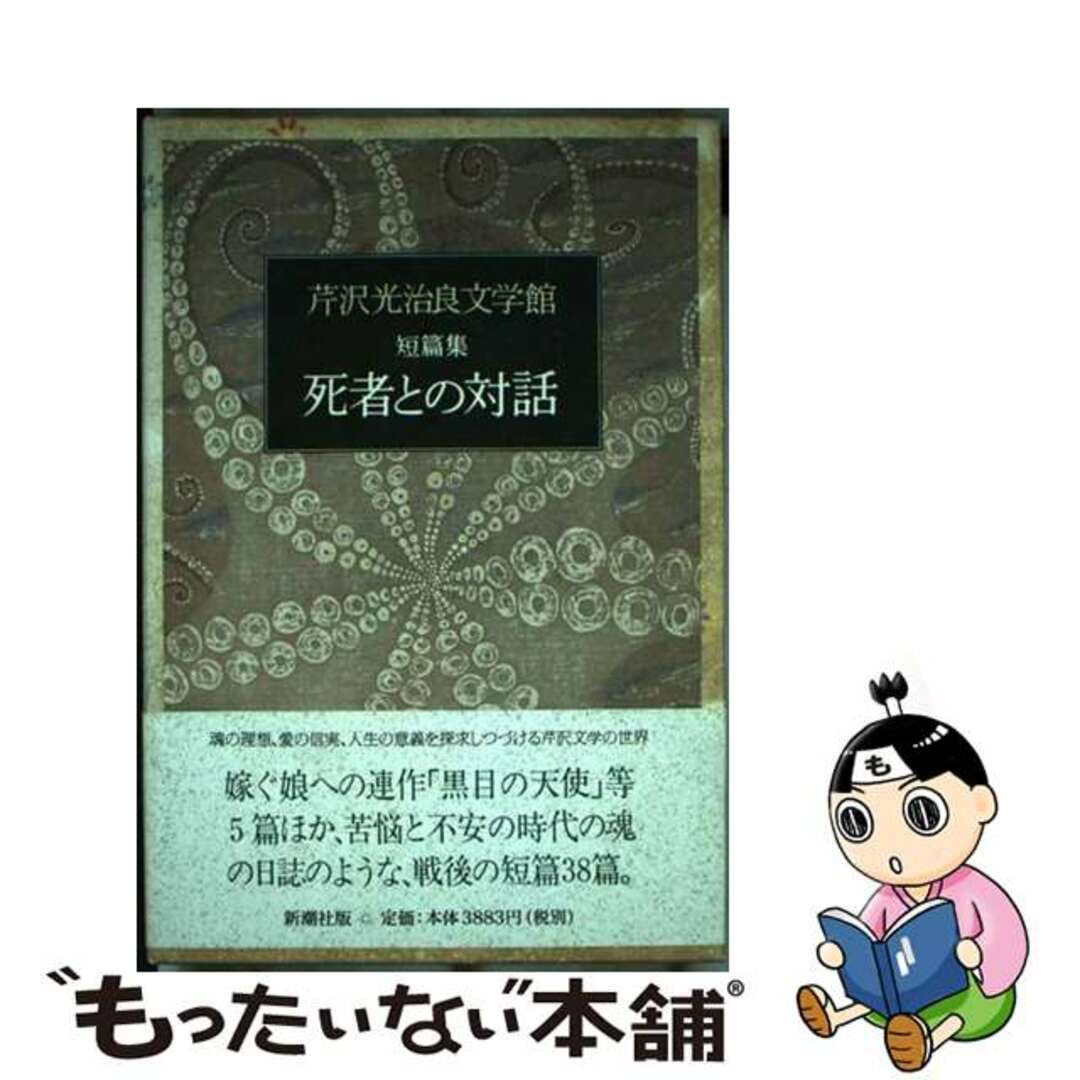 芹沢光治良文学館
短篇集
死者との対話
魂の理想、愛の信実、人生の意義を探求しつづける芹沢文学の世界
嫁ぐ娘への連作「黒目の天使」等
5篇ほか、苦悩と不安の時代の魂
の日誌のような、戦後の短篇38篇。
新潮社版 定価:本体3883円(税別)
も
“もったいない”本舗®